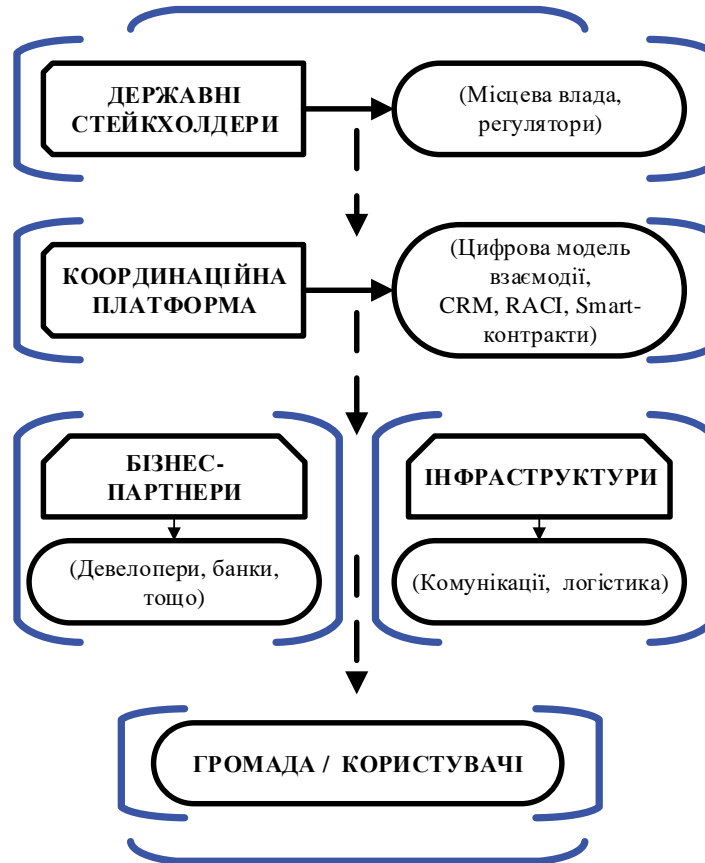 ДЕРЖАВНІ
СТЕЙКХОЛДЕРИ
(Місцева влада,
регулятори)
КООРДИНАЦІЙНА
ПЛАТФОРМА
(Цифрова модель
взаємодії,
CRM, RACI, Smart-
контракти)
БІЗНЕС-
ПАРТНЕРИ
(Девелопери, банки,
тощо)
ІНФРАСТРУКТУРИ
(Комунікації, логістика)
ГРОМАДА / КОРИСТУВАЧІ